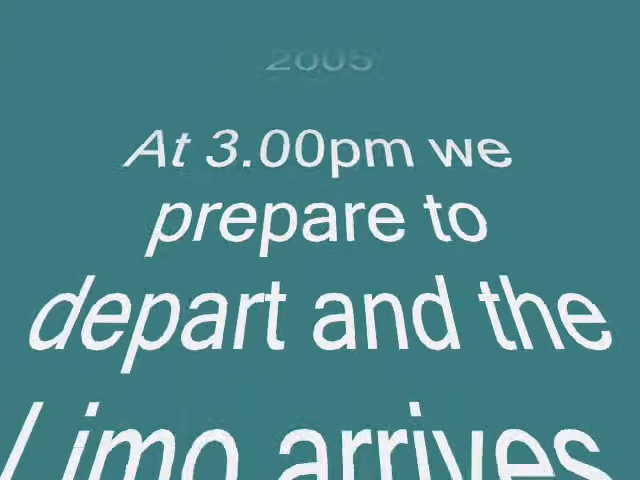 2005
At 3.00pm we
prepare to
depart and the
Limo arrives